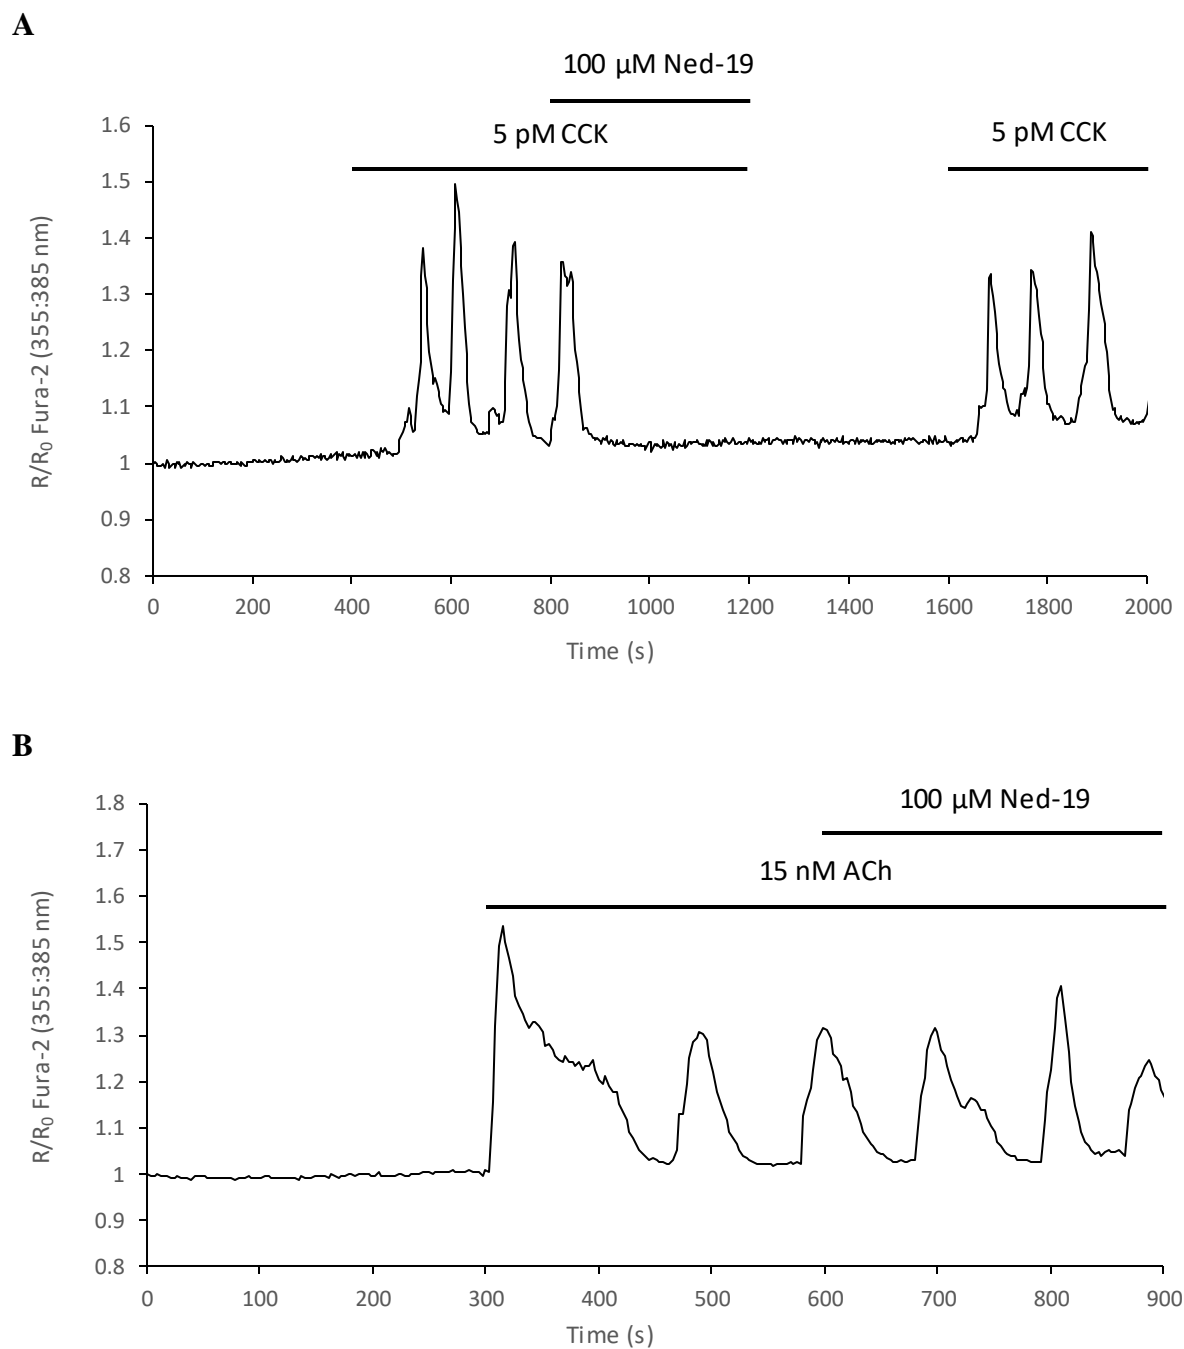 A
100 µM Ned-19
5 pM CCK
5 pM CCK
1.6
1.5
1.4
1.3
1.2
1.1
1
0.9
0.8
R/R₀ Fura-2 (355:385 nm)
0 200 400 600 800 1000 1200 1400 1600 1800 2000
Time (s)
B
100 µM Ned-19
15 nM ACh
1.8
1.7
1.6
1.5
1.4
1.3
1.2
1.1
1
0.9
0.8
R/R₀ Fura-2 (355:385 nm)
0 100 200 300 400 500 600 700 800 900
Time (s)